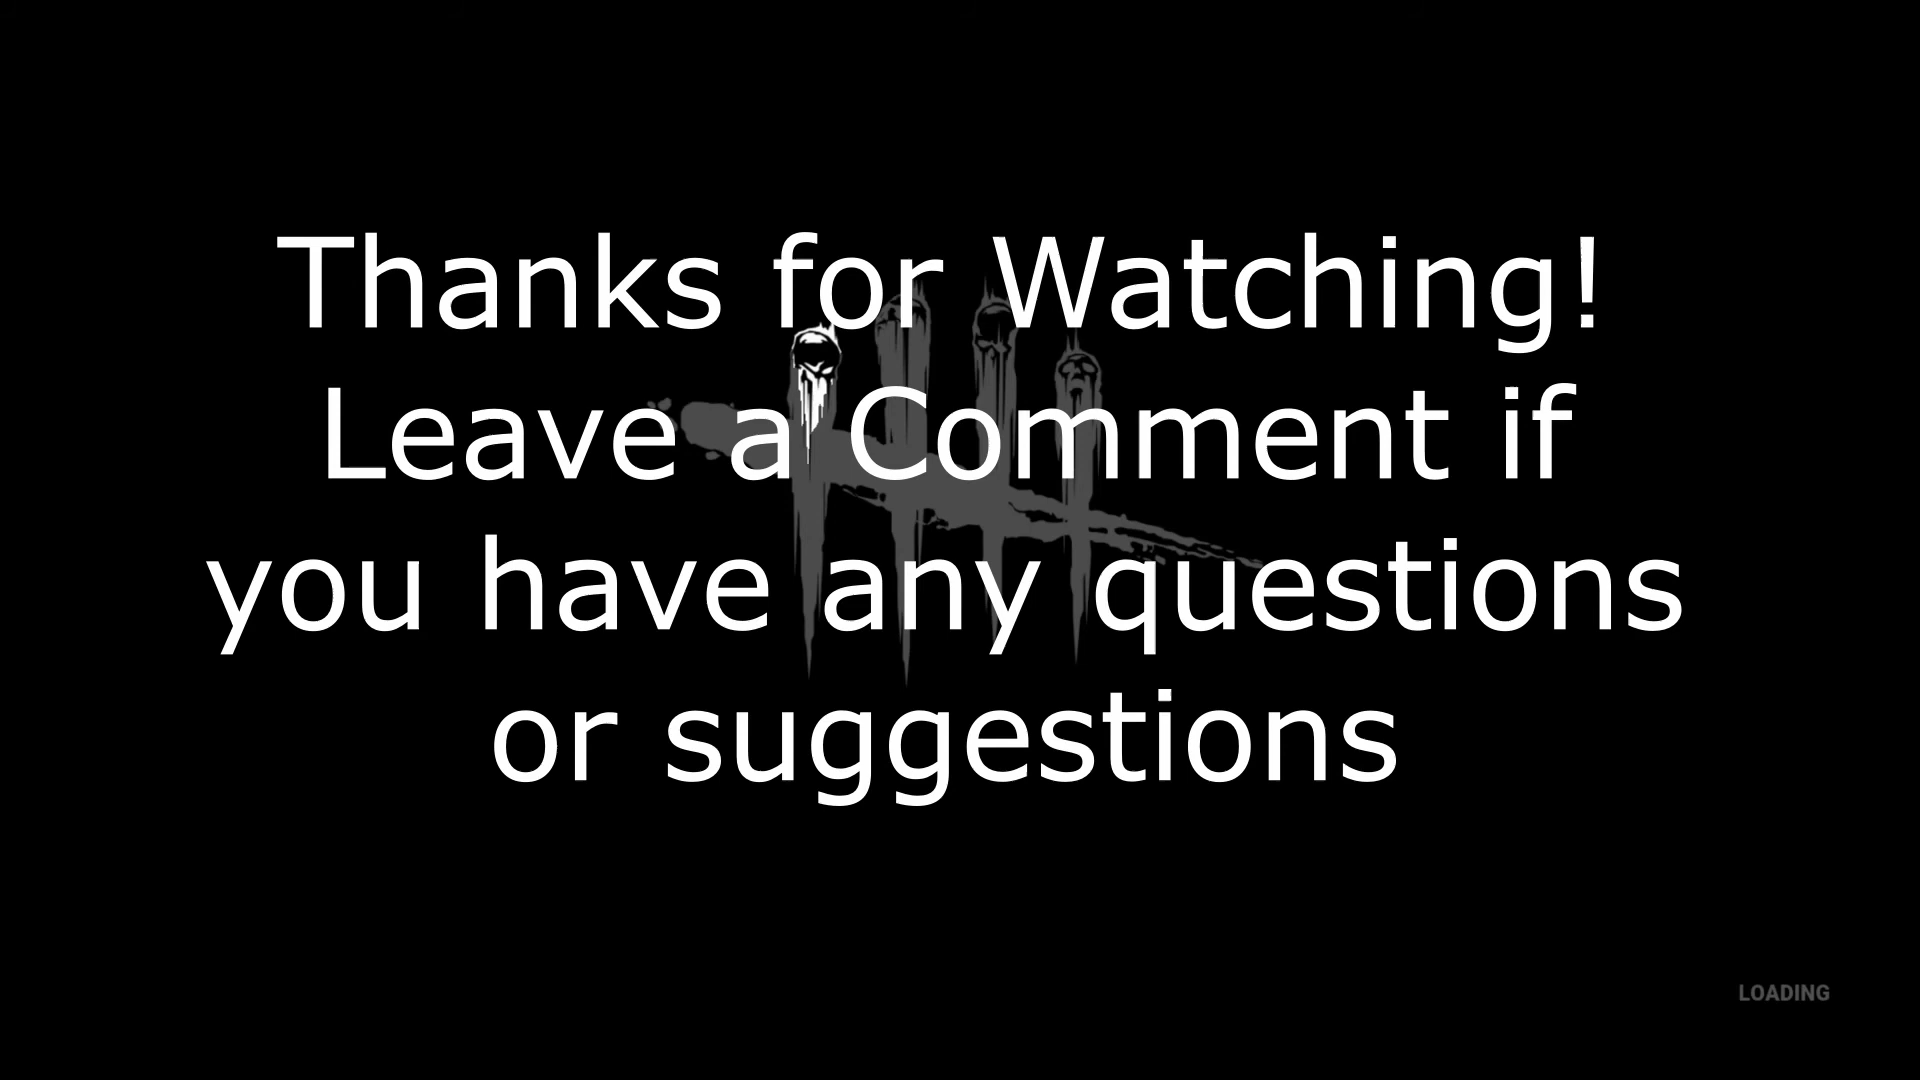 Thanks for Watching!
Leave a Comment if
you have any questions
or suggestions
LOADING